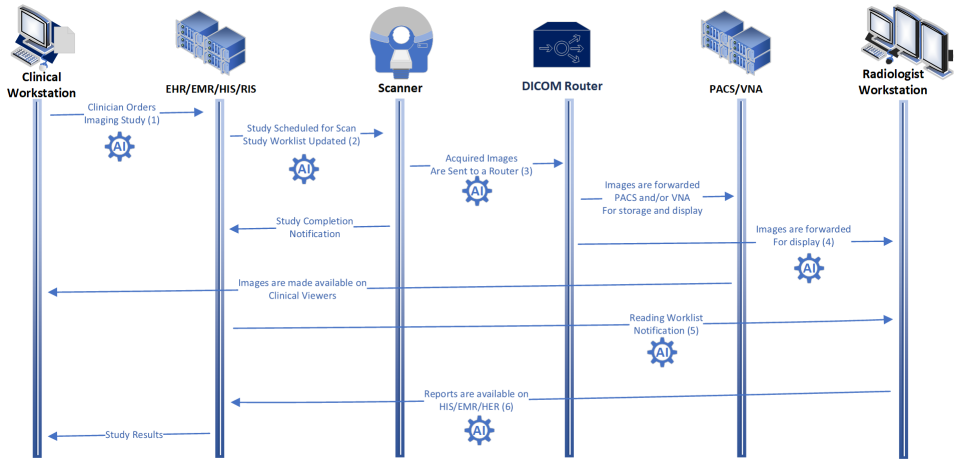 Clinical
Workstation
EHR/EMR/HIS/RIS
Scanner
DICOM Router
PACS/VNA
Radiologist
Workstation
Clinician Orders
Imaging Study (1)
AI
Study Scheduled for Scan
Study Worklist Updated (2)
AI
Acquired Images
Are Sent to a Router (3)
AI
Images are forwarded
PACS and/or VNA
For storage and display
Study Completion
Notification
Images are forwarded
For display (4)
AI
Images are made available on
Clinical Viewers
Reading Worklist
Notification (5)
AI
Reports are available on
HIS/EMR/HER (6)
AI
Study Results